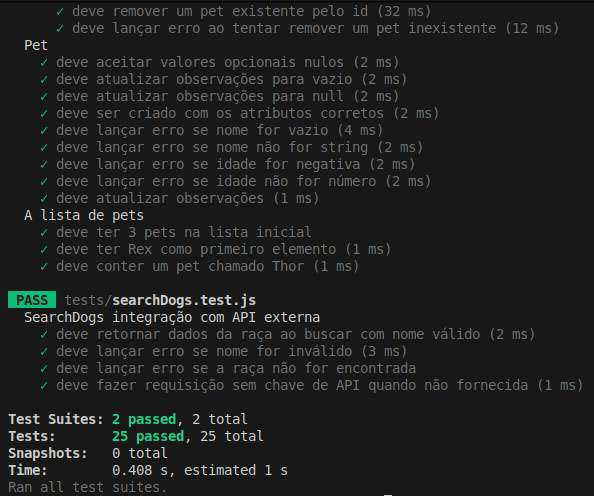 ✓ deve remover um pet existente pelo id (32 ms)
✓ deve lançar erro ao tentar remover um pet inexistente (12 ms)
Pet
✓ deve aceitar valores opcionais nulos (2 ms)
✓ deve atualizar observações para vazio (2 ms)
✓ deve atualizar observações para null (2 ms)
✓ deve ser criado com os atributos corretos (2 ms)
✓ deve lançar erro se nome for vazio (4 ms)
✓ deve lançar erro se nome não for string (2 ms)
✓ deve lançar erro se idade for negativa (2 ms)
✓ deve lançar erro se idade não for número (2 ms)
✓ deve atualizar observações (1 ms)
A lista de pets
✓ deve ter 3 pets na lista inicial
✓ deve ter Rex como primeiro elemento (1 ms)
✓ deve conter um pet chamado Thor (1 ms)
PASS tests/searchDogs.test.js
SearchDogs integração com API externa
✓ deve retornar dados da raça ao buscar com nome válido (2 ms)
✓ deve lançar erro se nome for inválido (3 ms)
✓ deve lançar erro se a raça não for encontrada
✓ deve fazer requisição sem chave de API quando não fornecida (1 ms)
Test Suites: 2 passed, 2 total
Tests: 25 passed, 25 total
Snapshots: 0 total
Time: 0.408 s, estimated 1 s
Ran all test suites.